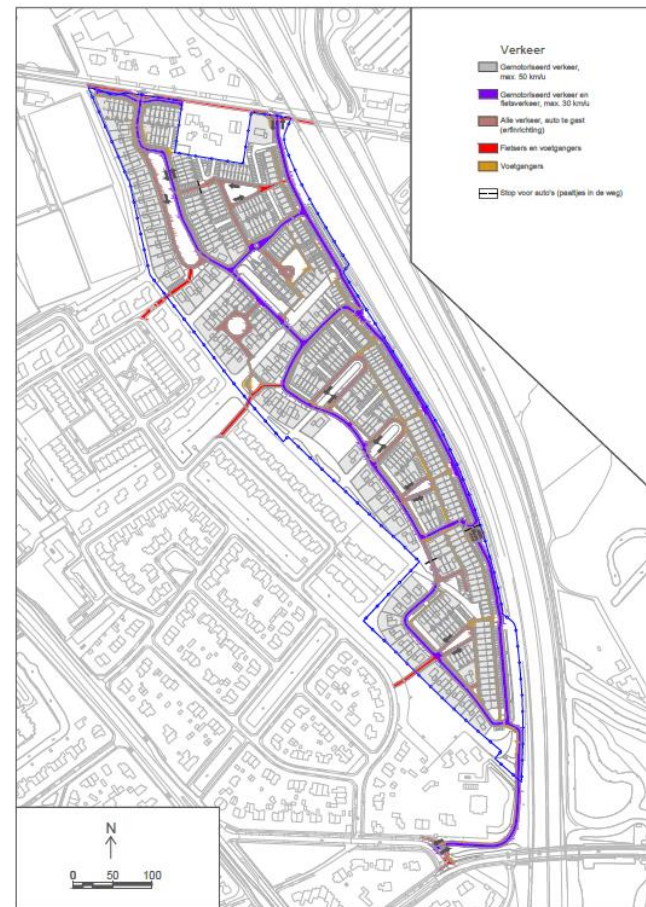 Verkeer
Gemotoriseerd verkeer,
max. 50 km/u
Gemotoriseerd verkeer en
fietsverkeer, max. 30 km/u
Alle verkeer, auto te gast
(erfinrichting)
Fietsers en voetgangers
Voetgangers
Stop voor auto's (paaltjes in de weg)
N
0 50 100